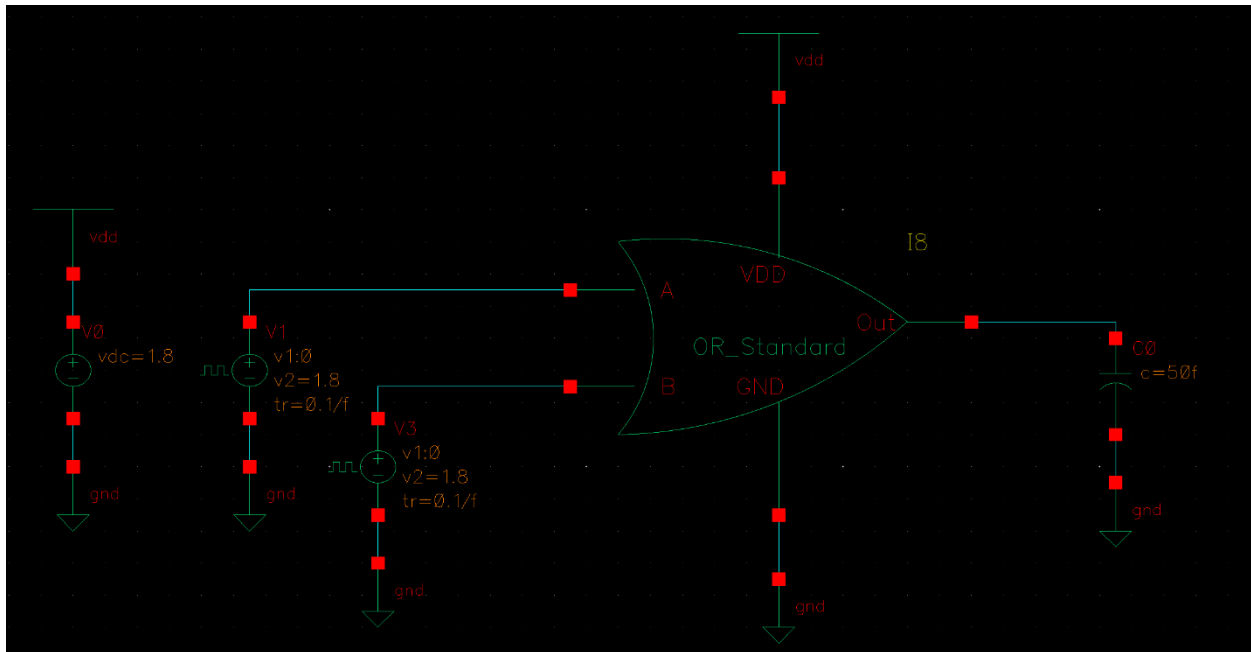 vdd
vdd
I8
VDD
A
Out
OR_Standard
B
GND
V0
vdc=1.8
V1
v1:0
v2=1.8
tr=0.1/f
V3
v1:0
v2=1.8
tr=0.1/f
C0
c=50f
gnd
gnd
gnd
gnd
gnd